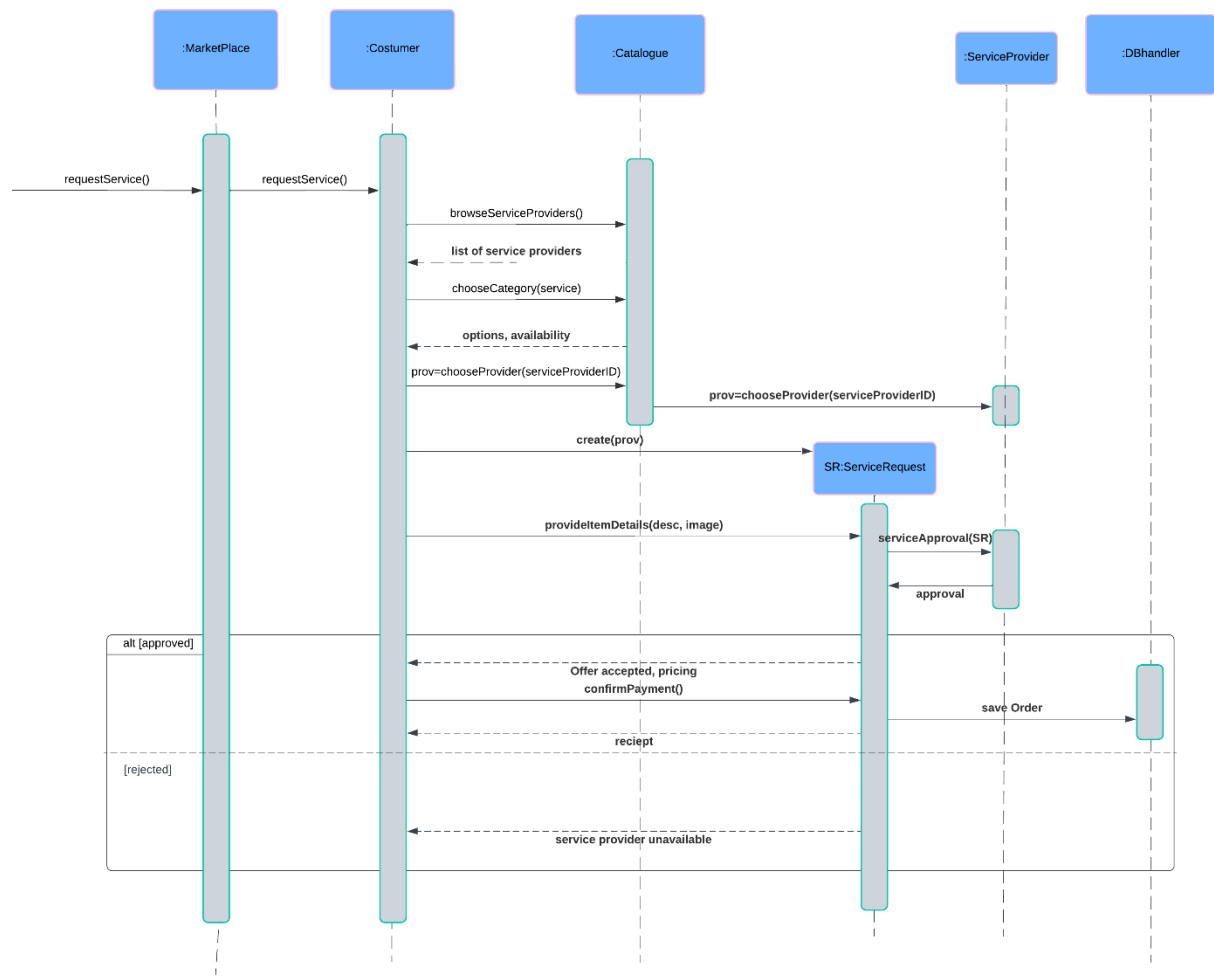 :MarketPlace
:Costumer
:Catalogue
:ServiceProvider
:DBhandler
requestService()
requestService()
browseServiceProviders()
list of service providers
chooseCategory(service)
options, availability
prov=chooseProvider(serviceProviderID)
prov=chooseProvider(serviceProviderID)
create(prov)
SR:ServiceRequest
provideItemDetails(desc, image)
serviceApproval(SR)
approval
alt [approved]
Offer accepted, pricing
confirmPayment()
save Order
reciept
[rejected]
service provider unavailable